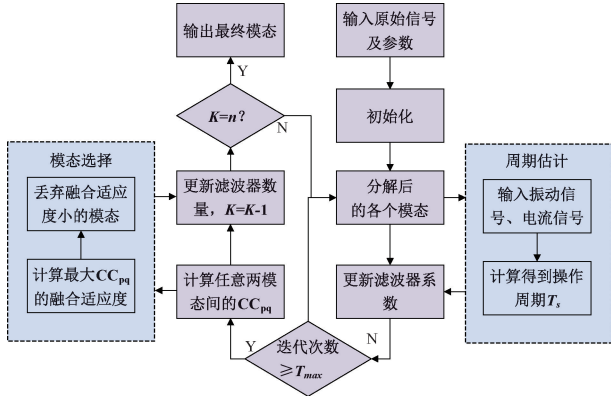 输出最终模态
输入原始信号
及参数
Y
K=n?
N
初始化
模态选择
丢弃融合适应
度小的模态
计算最大CCpq
的融合适应度
更新滤波器数
量，K=K-1
计算任意两模
态间的CCpq
分解后
的各个模态
更新滤波器系
数
周期估计
输入振动信
号、电流信号
计算得到操作
周期Ts
Y
迭代次数
≥Tmax
N